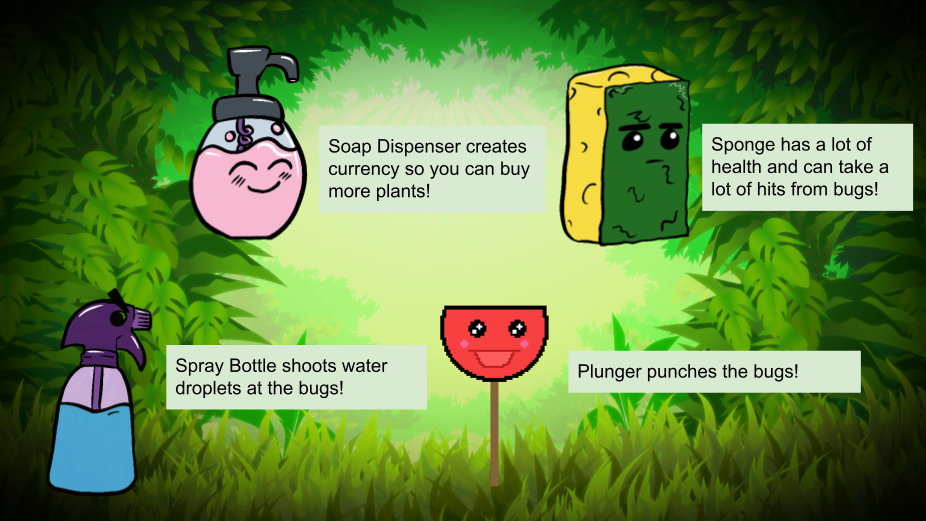 Soap Dispenser creates
currency so you can buy
more plants!
Sponge has a lot of
health and can take a
lot of hits from bugs!
Spray Bottle shoots water
droplets at the bugs!
Plunger punches the bugs!